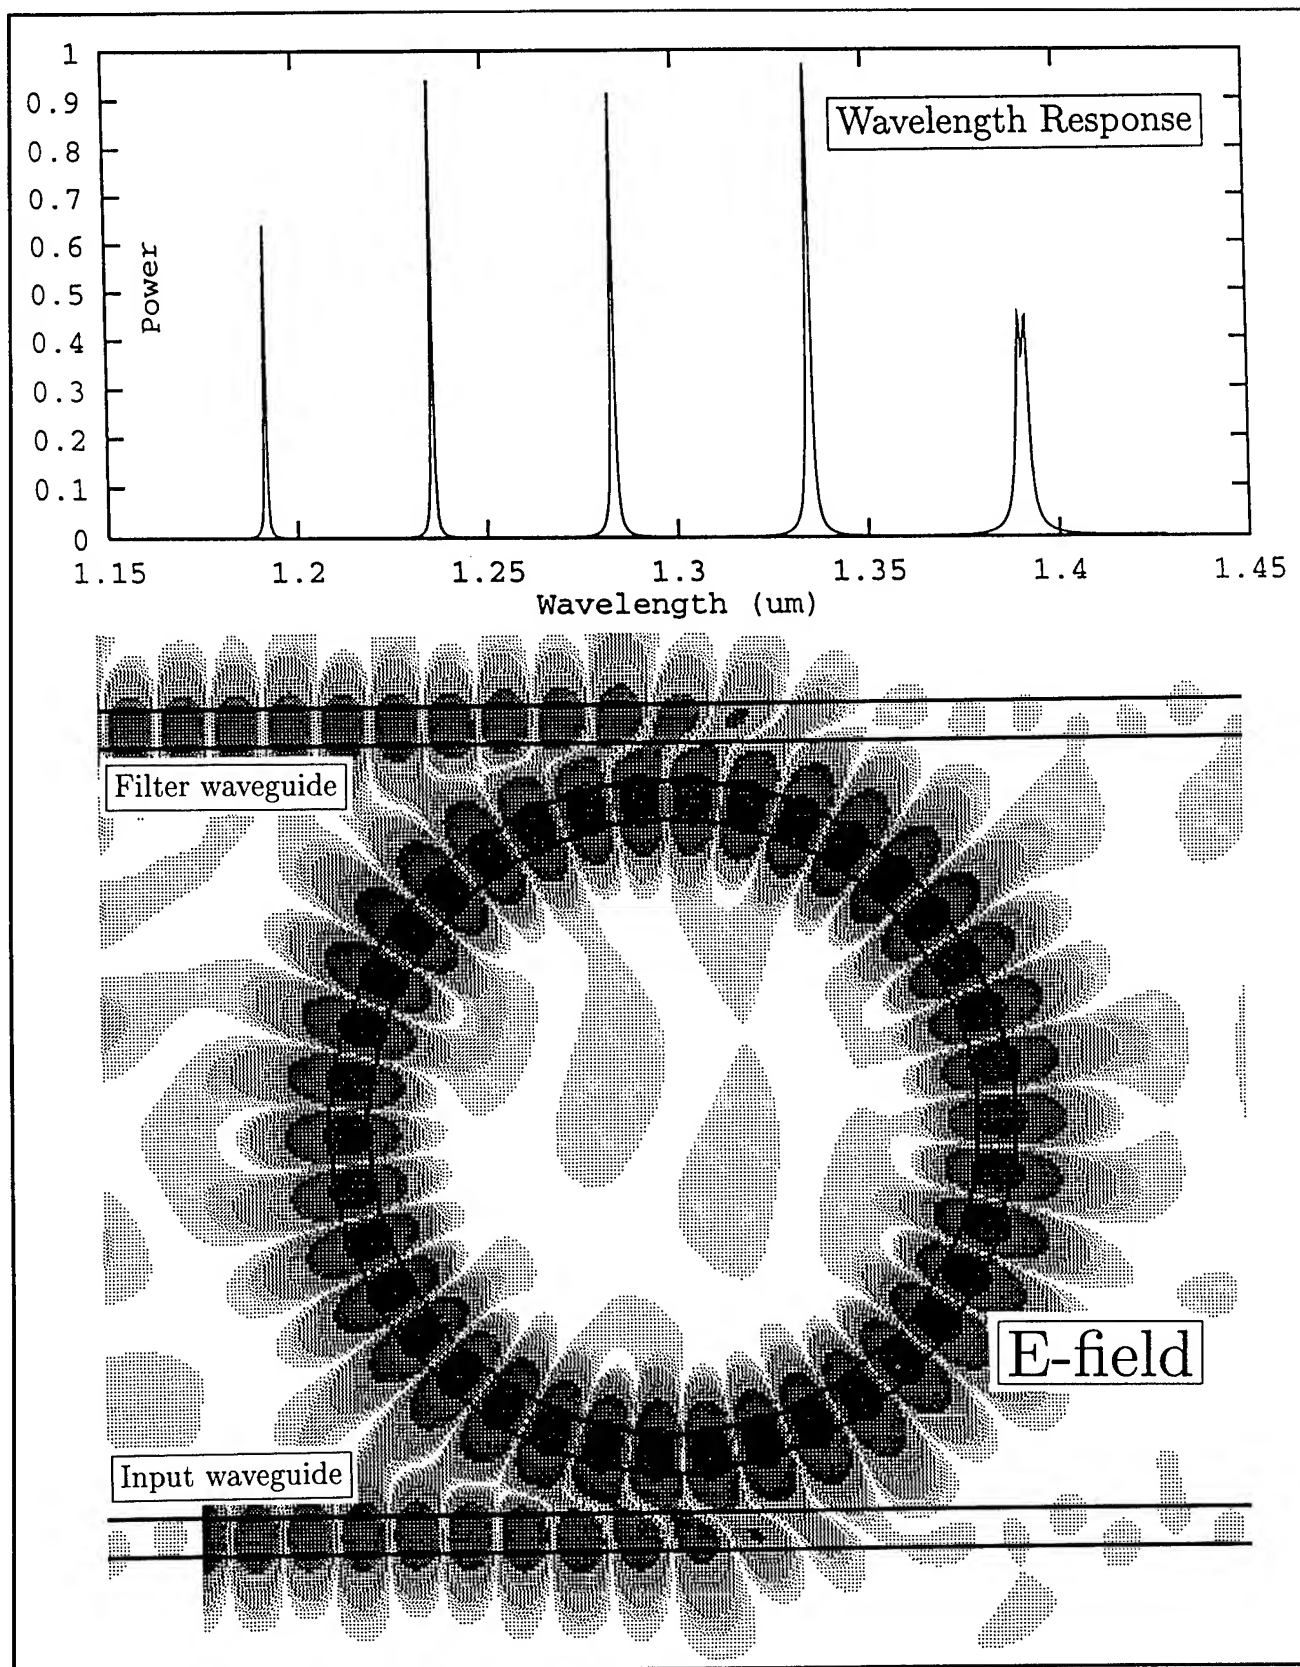 1
0.9
0.8
0.7
0.6
0.5
0.4
0.3
0.2
0.1
0
Power
Wavelength Response
1.15 1.2 1.25 1.3 1.35 1.4 1.45
Wavelength (um)
Filter waveguide
E-field
Input waveguide